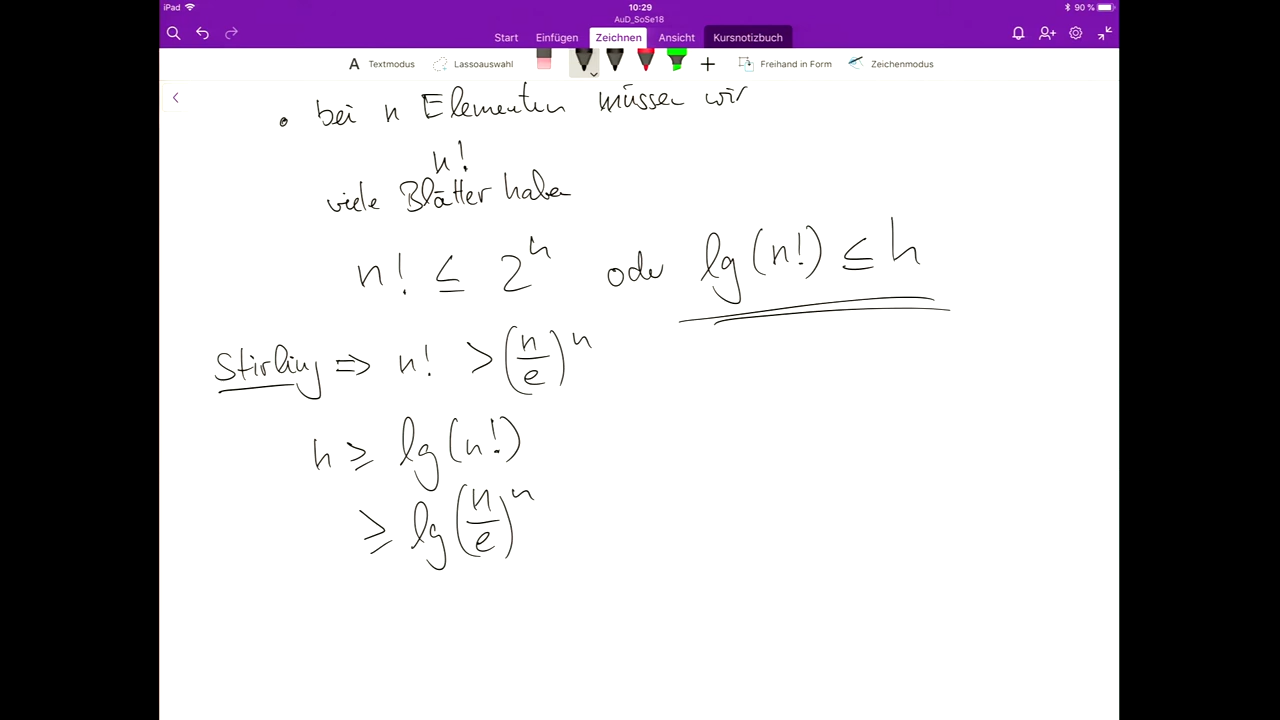 iPad 10:29 90 %
AuD_SoSe18
Start Einfügen Zeichnen Ansicht Kursnotizbuch
A Textmodus Lassoauswahl Freihand in Form Zeichenmodus
• bei n Elementen müssen wir
n!
viele Blätter haben
n! ≤ 2^h oder lg(n!) ≤ h
Stirling ⇒ n! > (n/e)^n
h ≥ lg(n!)
≥ lg(n/e)^n